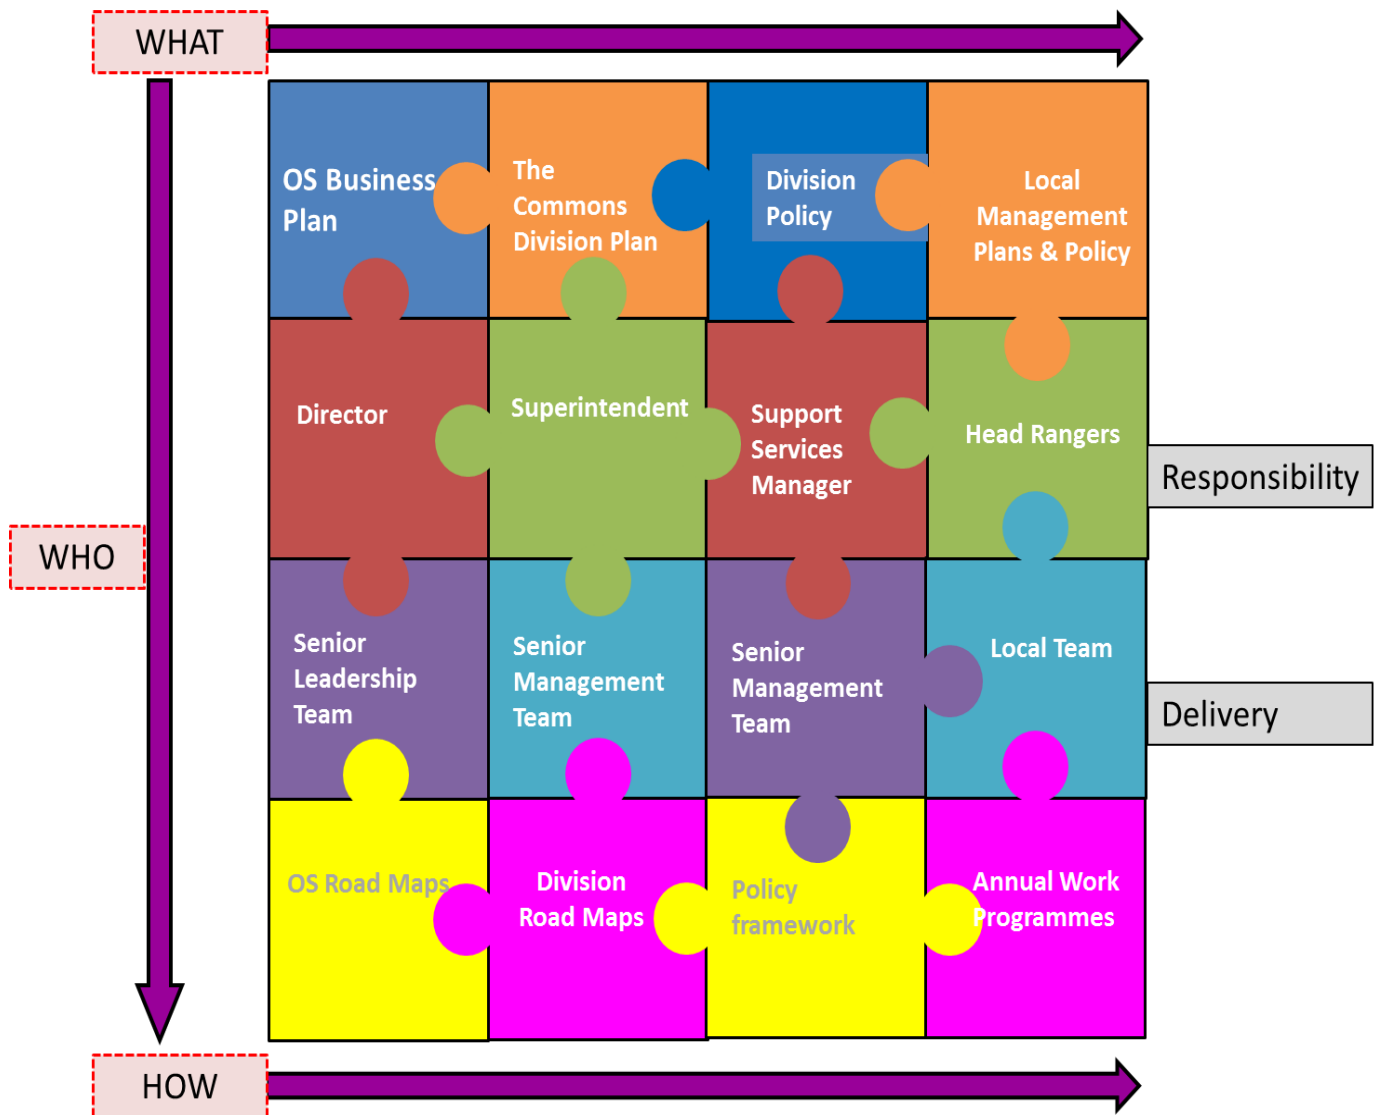 WHAT
OS Business
Plan
The
Commons
Division Plan
Division
Policy
Local
Management
Plans & Policy
Director
Superintendent
Support
Services
Manager
Head Rangers
Responsibility
WHO
Senior
Leadership
Team
Senior
Management
Team
Senior
Management
Team
Local Team
Delivery
OS Road Maps
Division
Road Maps
Policy
framework
Annual Work
Programmes
HOW